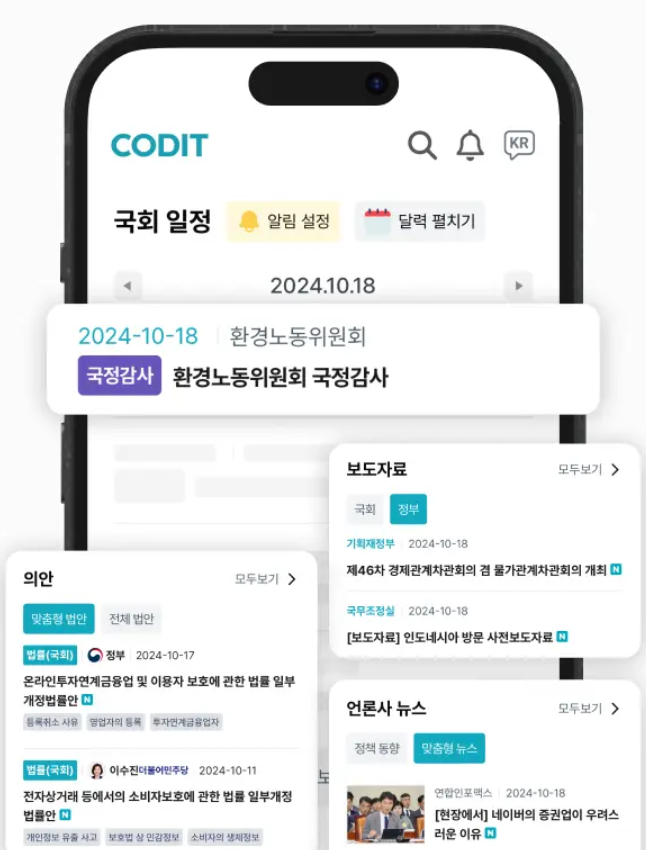 CODIT
KR
국회 일정
알림 설정
달력 펼치기
2024.10.18
2024-10-18 환경노동위원회
국정감사 환경노동위원회 국정감사
보도자료
모두보기
국회 정부
기획재정부 2024-10-18
제46차 경제관계차관회의 겸 물가관계차관회의 개최 N
국무조정실 2024-10-18
[보도자료] 인도네시아 방문 사전보도자료 N
의안
모두보기
맞춤형 법안 전체 법안
법률(국회) 정부 2024-10-17
온라인투자연계금융업 및 이용자 보호에 관한 법률 일부
개정법률안 N
등록취소 사유 영업자의 등록 투자연계금융업자
법률(국회) 이수진더불어민주당 2024-10-11
전자상거래 등에서의 소비자보호에 관한 법률 일부개정
법률안 N
개인정보 유출 사고 보호법 상 민감정보 소비자의 생체정보
보
언론사 뉴스
모두보기
정책 동향 맞춤형 뉴스
연합인포맥스 2024-10-18
[현장에서] 네이버의 증권업이 우려스
러운 이유 N